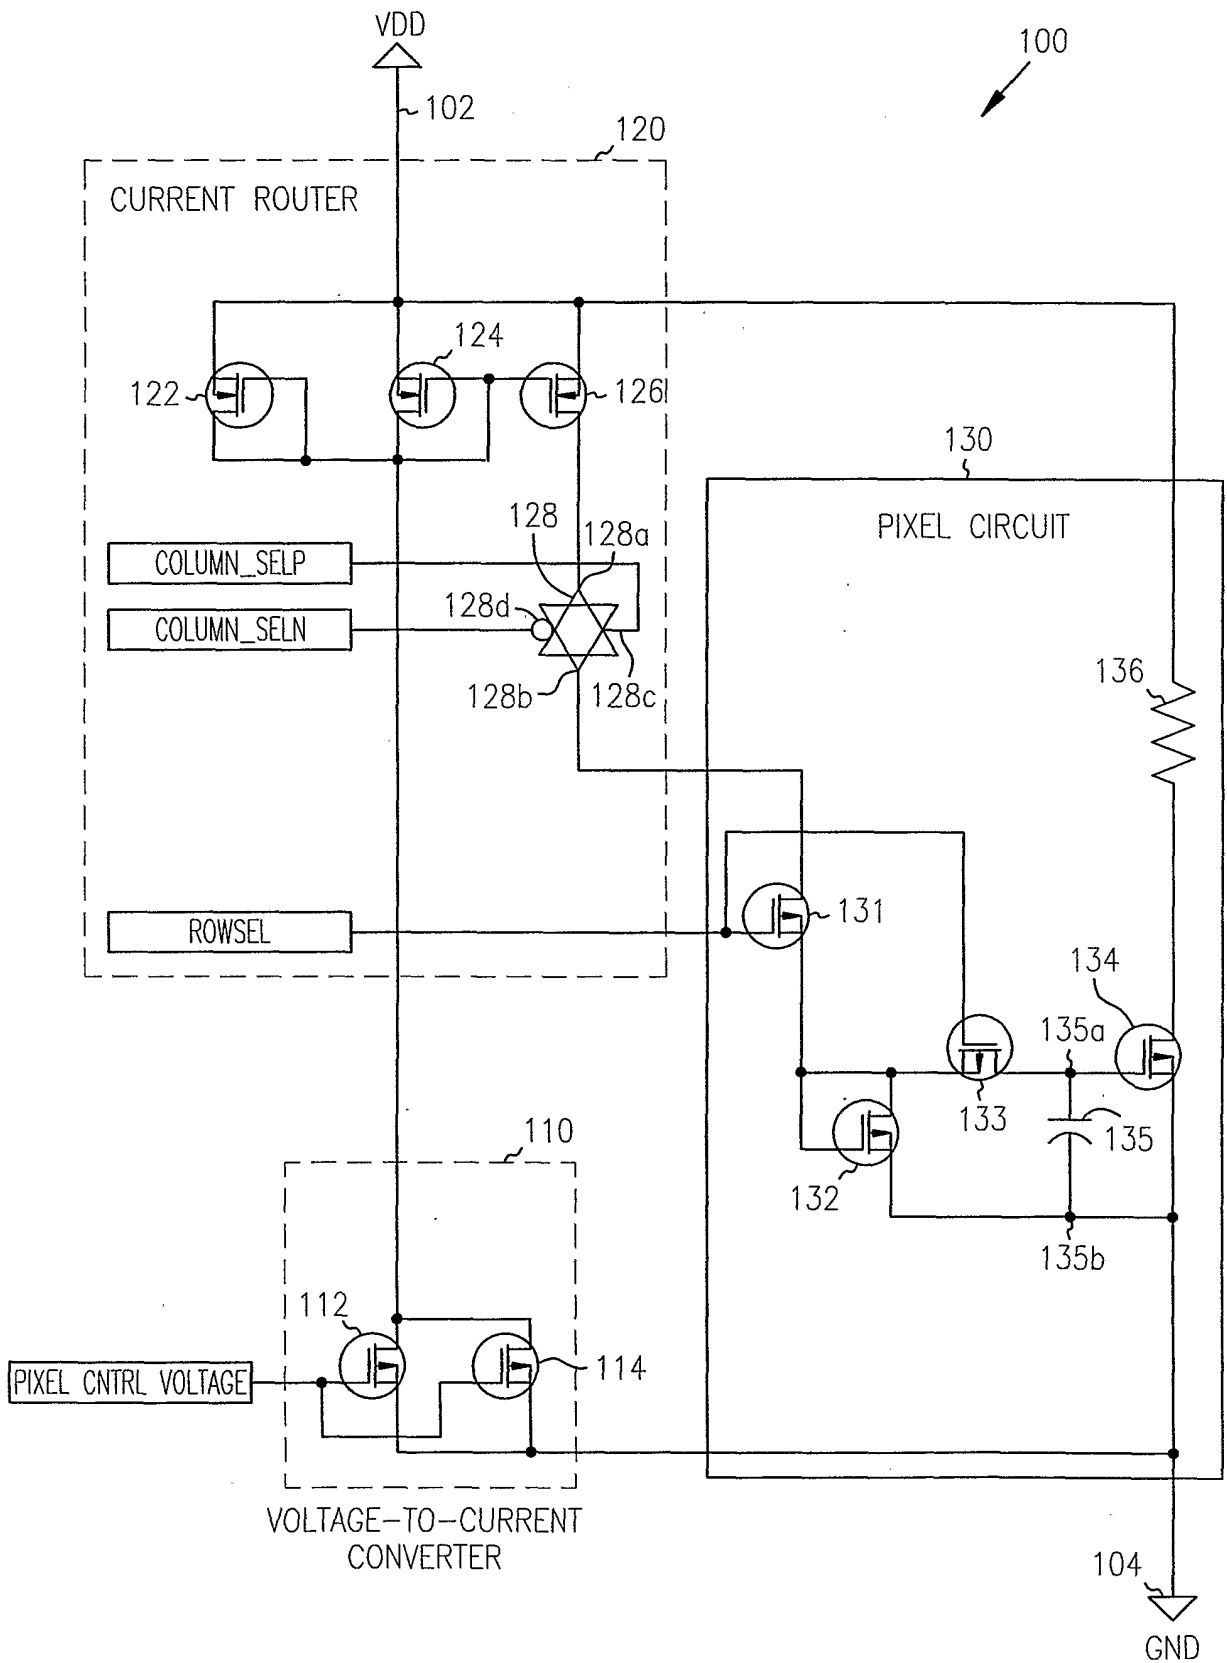 VDD
100
102
120
CURRENT ROUTER
124
122
126
130
PIXEL CIRCUIT
128
128a
COLUMN_SELP
128d
COLUMN_SELN
128b
128c
136
131
ROWSEL
134
135a
133
135
110
132
135b
112
114
PIXEL CNTRL VOLTAGE
VOLTAGE-TO-CURRENT
CONVERTER
104
GND